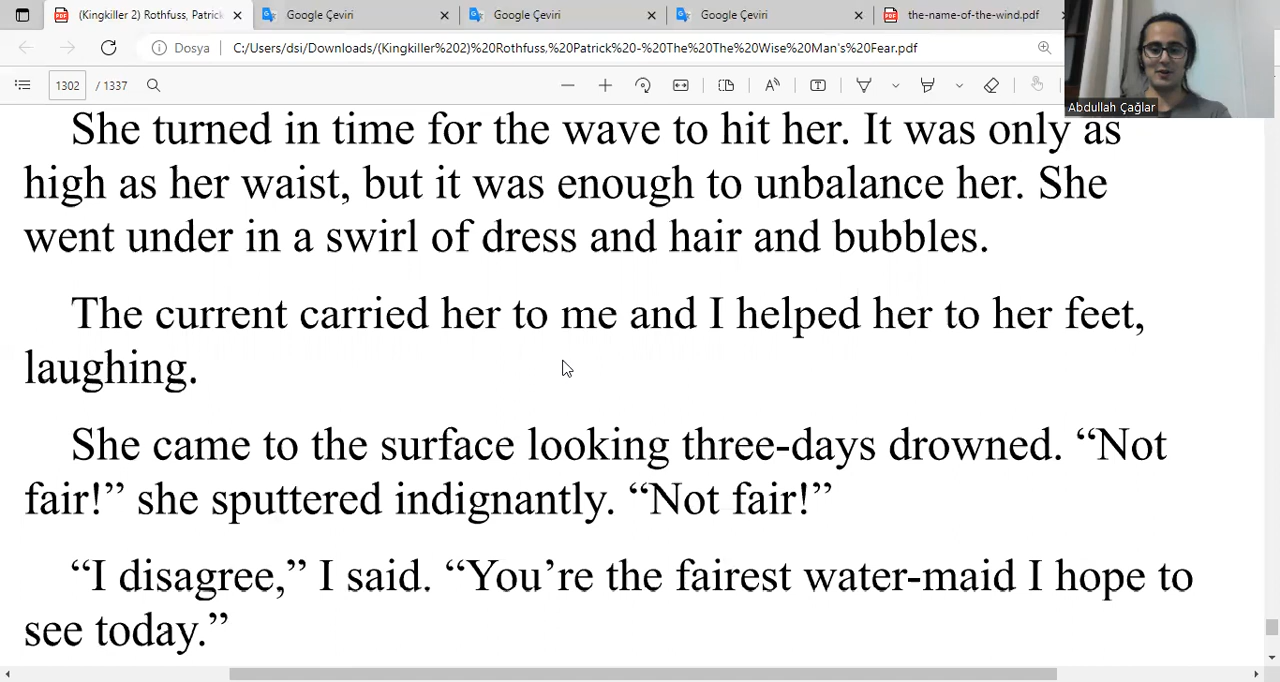 (Kingkiller 2) Rothfuss, Patrick
Google Çeviri
Google Çeviri
Google Çeviri
the-name-of-the-wind.pdf
Dosya
C:/Users/dsi/Downloads/(Kingkiller%202)%20Rothfuss,%20Patrick%20-%20The%20The%20Wise%20Man's%20Fear.pdf
1302 / 1337
Abdullah Çağlar
She turned in time for the wave to hit her. It was only as
high as her waist, but it was enough to unbalance her. She
went under in a swirl of dress and hair and bubbles.
The current carried her to me and I helped her to her feet,
laughing.
She came to the surface looking three-days drowned. “Not
fair!” she sputtered indignantly. “Not fair!”
“I disagree,” I said. “You’re the fairest water-maid I hope to
see today.”